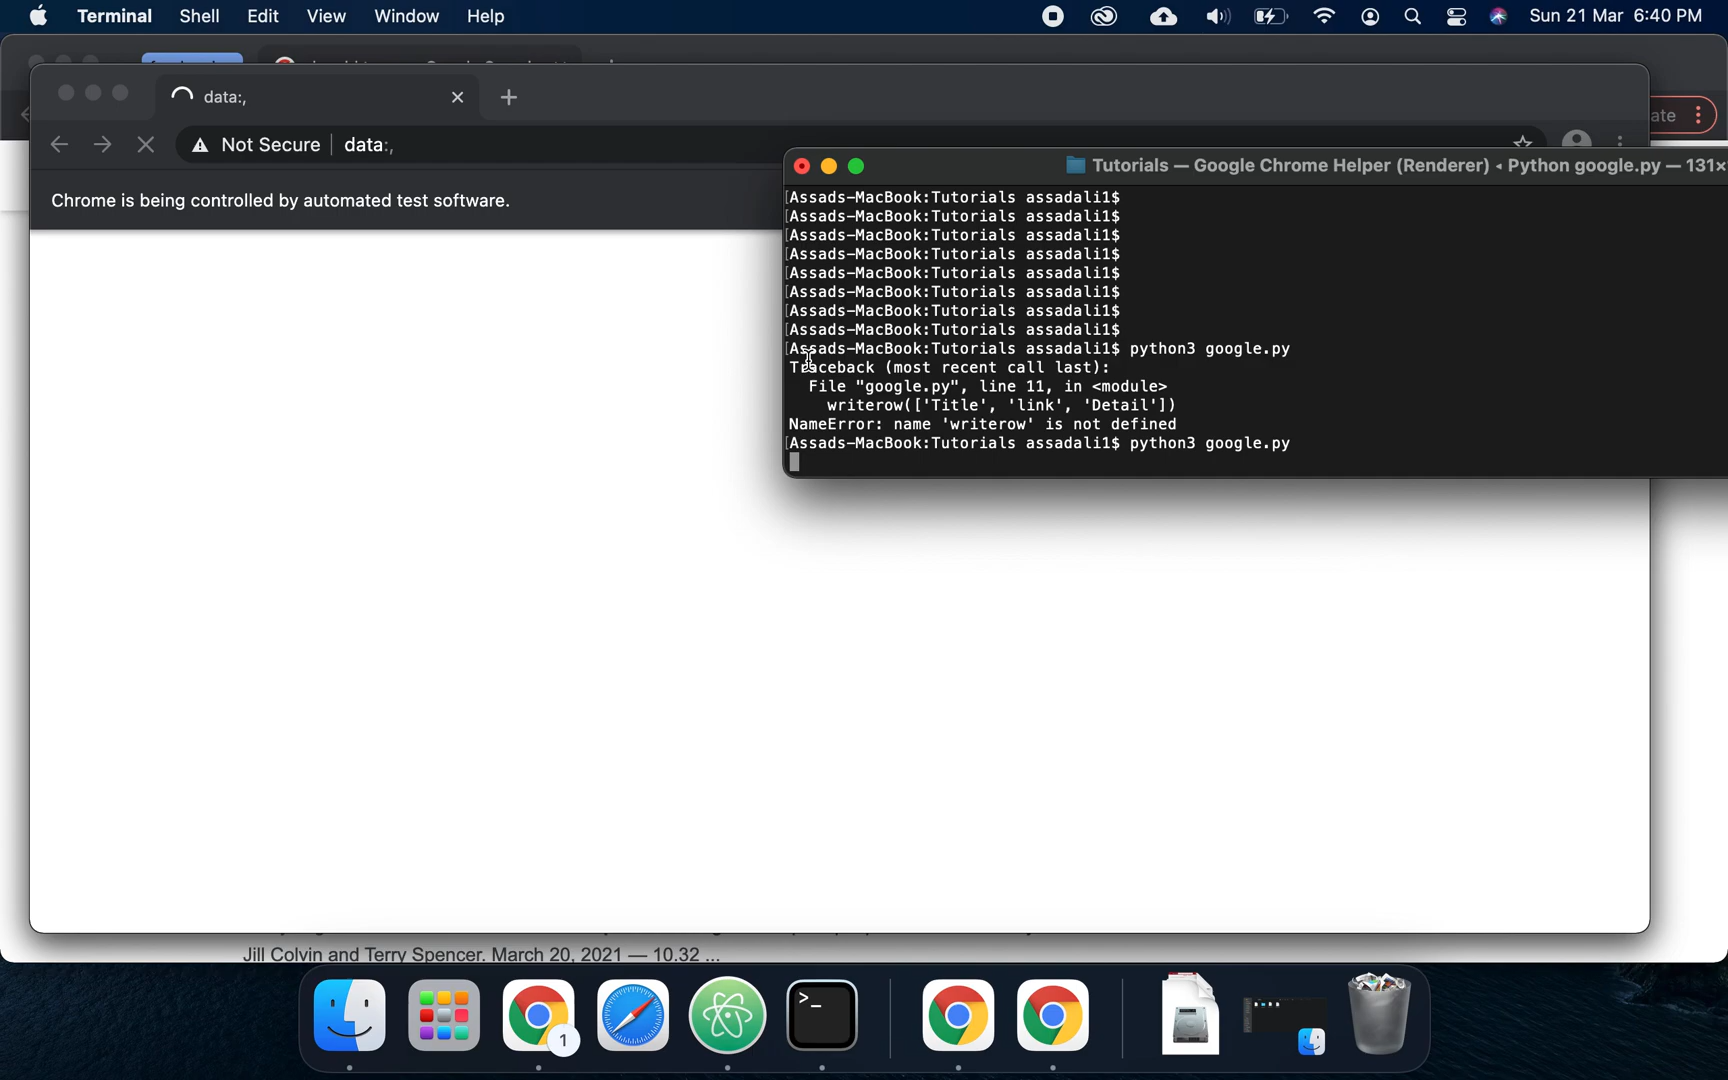 Terminal Shell Edit View Window Help Sun 21 Mar 6:40 PM
data:,
Not Secure data:,
ate
Chrome is being controlled by automated test software.
Tutorials — Google Chrome Helper (Renderer) ◂ Python google.py — 131×
Assads-MacBook:Tutorials assadali1$
Assads-MacBook:Tutorials assadali1$
Assads-MacBook:Tutorials assadali1$
Assads-MacBook:Tutorials assadali1$
Assads-MacBook:Tutorials assadali1$
Assads-MacBook:Tutorials assadali1$
Assads-MacBook:Tutorials assadali1$
Assads-MacBook:Tutorials assadali1$
Assads-MacBook:Tutorials assadali1$ python3 google.py
Traceback (most recent call last):
File "google.py", line 11, in <module>
writerow(['Title', 'link', 'Detail'])
NameError: name 'writerow' is not defined
Assads-MacBook:Tutorials assadali1$ python3 google.py
Jill Colvin and Terry Spencer. March 20, 2021 — 10.32 ...
>_
1